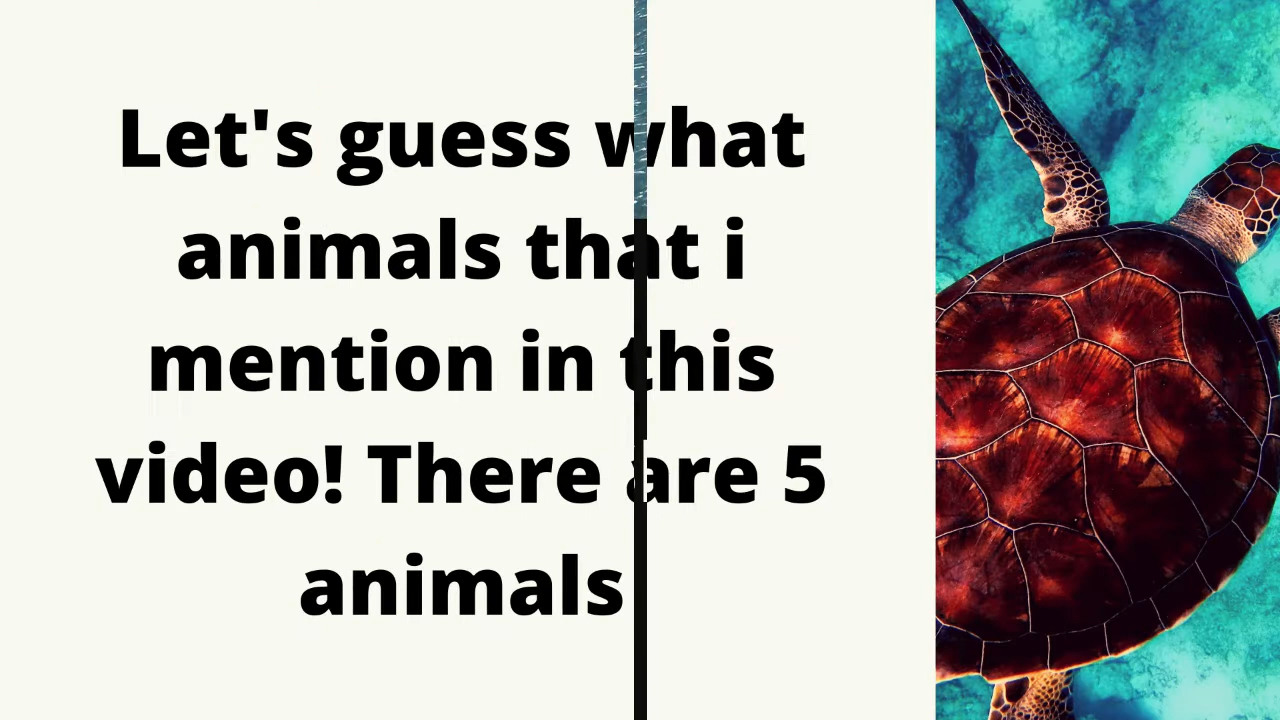 Let's guess what
animals that i
mention in this
video! There are 5
animals